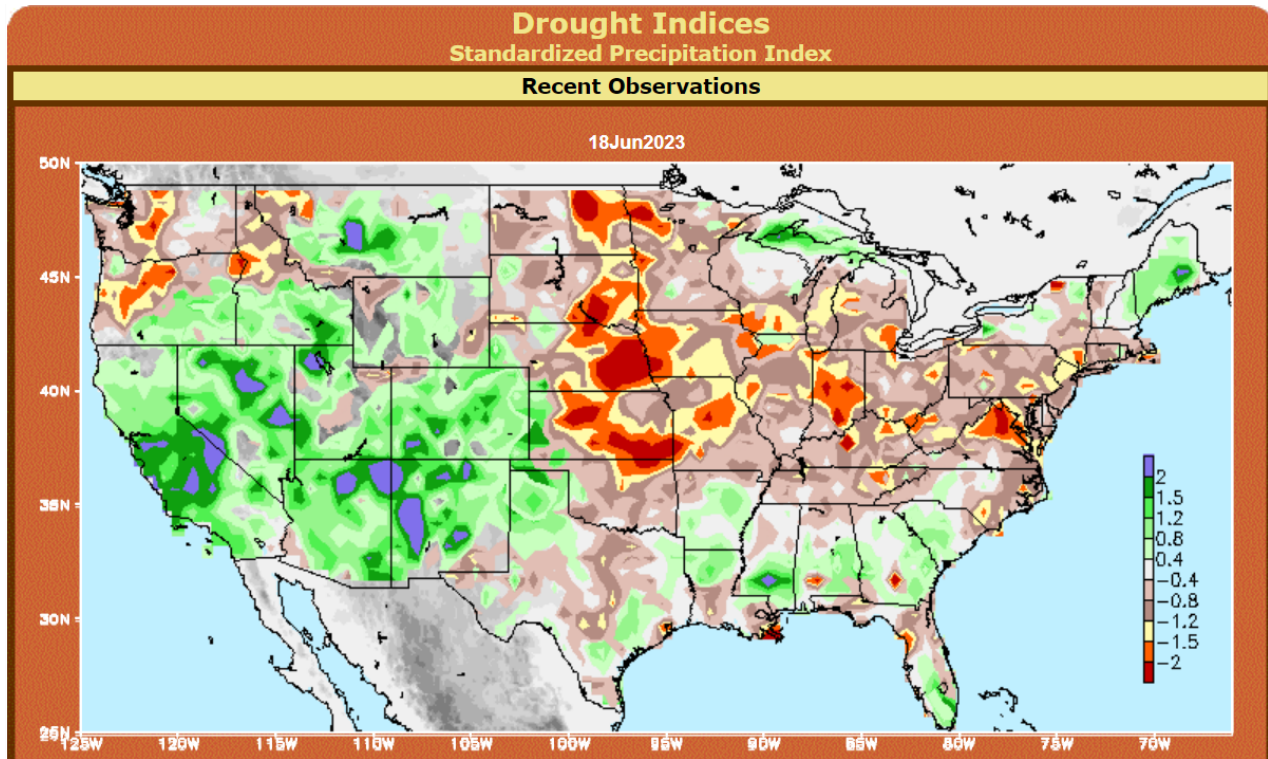 Drought Indices
Standardized Precipitation Index
Recent Observations
18Jun2023
50N
45N
40N
35N
30N
25N
2
1.5
1.2
0.8
0.4
−0.4
−0.8
−1.2
−1.5
−2
125W 120W 115W 110W 105W 100W 95W 90W 85W 80W 75W 70W